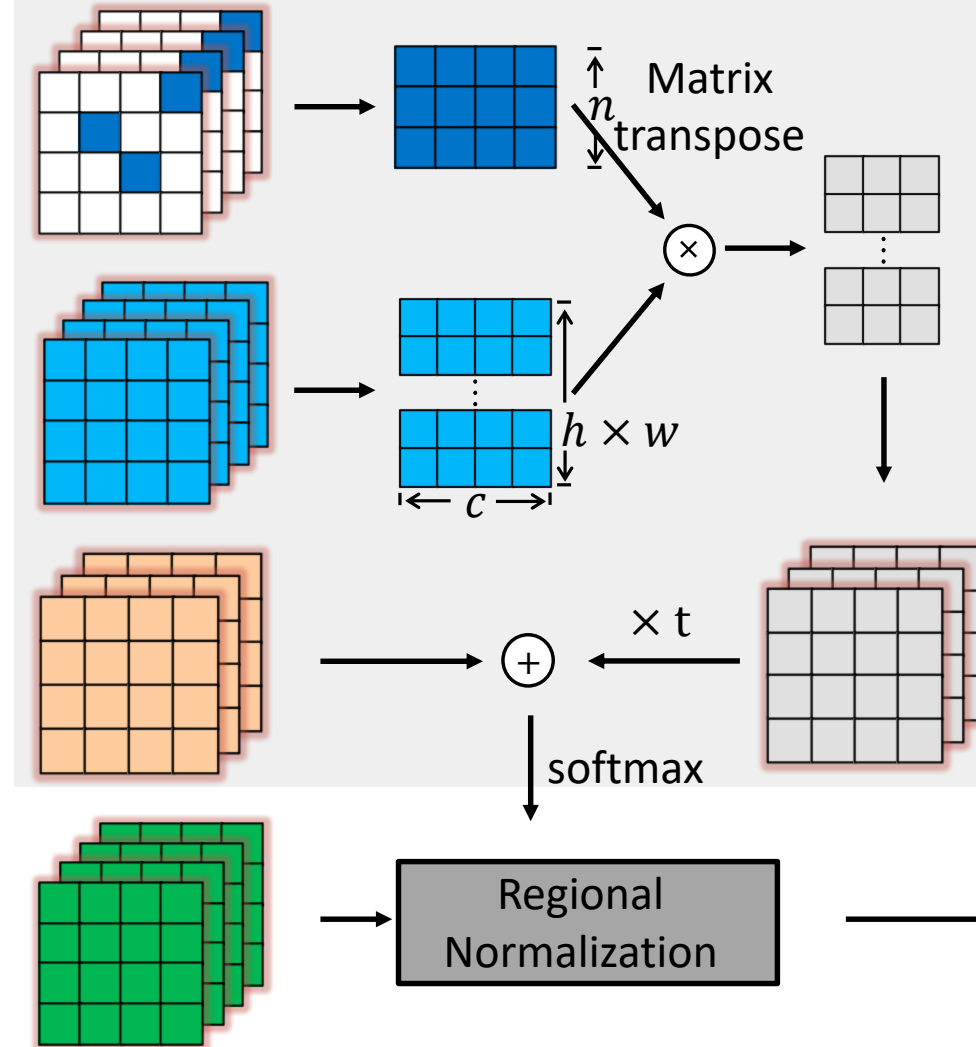 n
Matrix
transpose
×
h × w
c
× t
+
softmax
Regional
Normalization